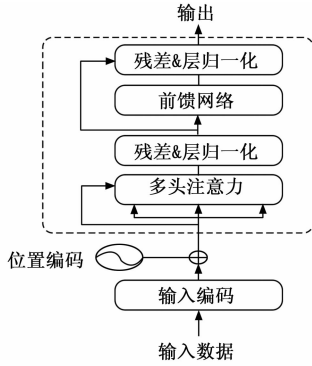 输出
残差&层归一化
前馈网络
残差&层归一化
多头注意力
位置编码
输入编码
输入数据